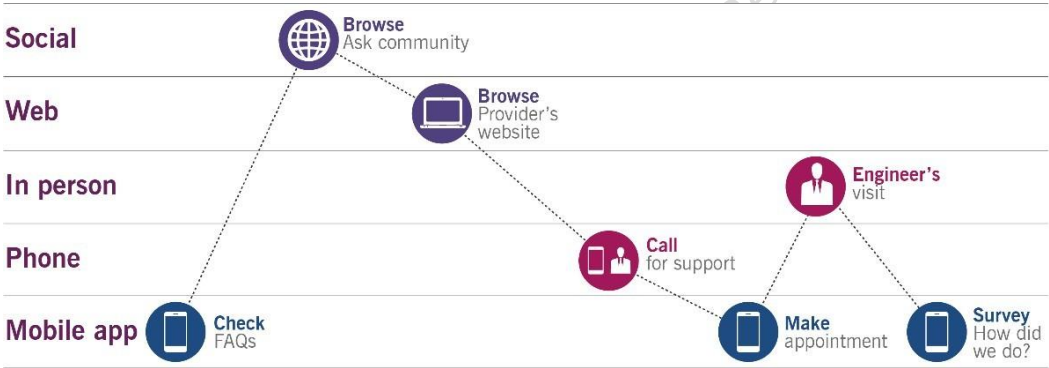 Social
Browse
Ask community
Web
Browse
Provider's
website
In person
Engineer's
visit
Phone
Call
for support
Mobile app
Check
FAQs
Make
appointment
Survey
How did
we do?